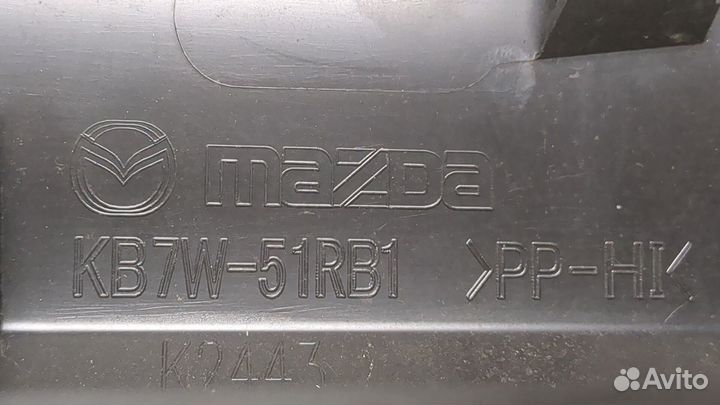 mazda
KB7W-51RB1 >PP-HI<
K2443
Avito